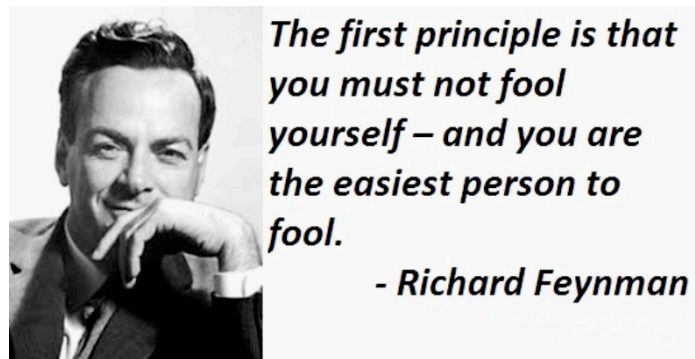 The first principle is that
you must not fool
yourself – and you are
the easiest person to
fool.
- Richard Feynman